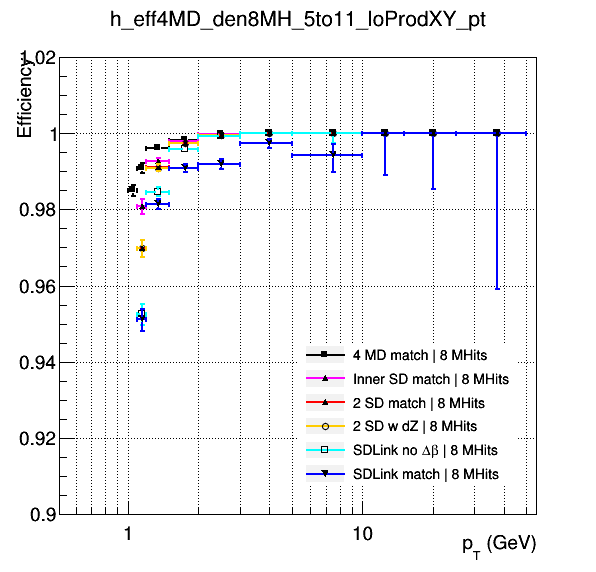 h_eff4MD_den8MH_5to11_loProdXY_pt
Efficiency
1.02
1
0.98
0.96
0.94
0.92
0.9
4 MD match | 8 MHits
Inner SD match | 8 MHits
2 SD match | 8 MHits
2 SD w dZ | 8 MHits
SDLink no Δβ | 8 MHits
SDLink match | 8 MHits
1 10
p_T (GeV)